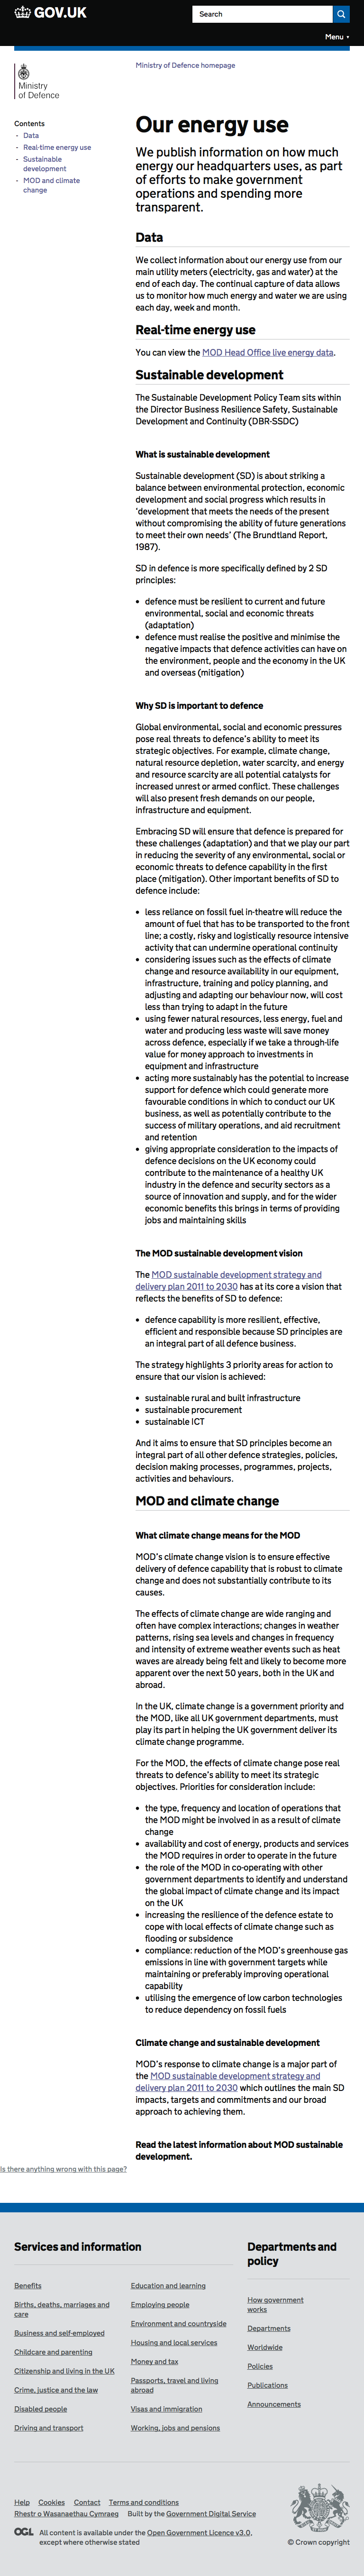 GOV.UK
Search
Menu
Ministry of Defence homepage
Ministry
of Defence
Contents
- Data
- Real-time energy use
- Sustainable
development
- MOD and climate
change
Our energy use
We publish information on how much
energy our headquarters uses, as part
of efforts to make government
operations and spending more
transparent.
Data
We collect information about our energy use from our
main utility meters (electricity, gas and water) at the
end of each day. The continual capture of data allows
us to monitor how much energy and water we are using
each day, week and month.
Real-time energy use
You can view the MOD Head Office live energy data.
Sustainable development
The Sustainable Development Policy Team sits within
the Director Business Resilience Safety, Sustainable
Development and Continuity (DBR-SSDC)
What is sustainable development
Sustainable development (SD) is about striking a
balance between environmental protection, economic
development and social progress which results in
‘development that meets the needs of the present
without compromising the ability of future generations
to meet their own needs’ (The Brundtland Report,
1987).
SD in defence is more specifically defined by 2 SD
principles:
• defence must be resilient to current and future
environmental, social and economic threats
(adaptation)
• defence must realise the positive and minimise the
negative impacts that defence activities can have on
the environment, people and the economy in the UK
and overseas (mitigation)
Why SD is important to defence
Global environmental, social and economic pressures
pose real threats to defence’s ability to meet its
strategic objectives. For example, climate change,
natural resource depletion, water scarcity, and energy
and resource scarcity are all potential catalysts for
increased unrest or armed conflict. These challenges
will also present fresh demands on our people,
infrastructure and equipment.
Embracing SD will ensure that defence is prepared for
these challenges (adaptation) and that we play our part
in reducing the severity of any environmental, social or
economic threats to defence capability in the first
place (mitigation). Other important benefits of SD to
defence include:
• less reliance on fossil fuel in-theatre will reduce the
amount of fuel that has to be transported to the front
line; a costly, risky and logistically resource intensive
activity that can undermine operational continuity
• considering issues such as the effects of climate
change and resource availability in our equipment,
infrastructure, training and policy planning, and
adjusting and adapting our behaviour now, will cost
less than trying to adapt in the future
• using fewer natural resources, less energy, fuel and
water and producing less waste will save money
across defence, especially if we take a through-life
value for money approach to investments in
equipment and infrastructure
• acting more sustainably has the potential to increase
support for defence which could generate more
favourable conditions in which to conduct our UK
business, as well as potentially contribute to the
success of military operations, and aid recruitment
and retention
• giving appropriate consideration to the impacts of
defence decisions on the UK economy could
contribute to the maintenance of a healthy UK
industry in the defence and security sectors as a
source of innovation and supply, and for the wider
economic benefits this brings in terms of providing
jobs and maintaining skills
The MOD sustainable development vision
The MOD sustainable development strategy and
delivery plan 2011 to 2030 has at its core a vision that
reflects the benefits of SD to defence:
• defence capability is more resilient, effective,
efficient and responsible because SD principles are
an integral part of all defence business.
The strategy highlights 3 priority areas for action to
ensure that our vision is achieved:
• sustainable rural and built infrastructure
• sustainable procurement
• sustainable ICT
And it aims to ensure that SD principles become an
integral part of all other defence strategies, policies,
decision making processes, programmes, projects,
activities and behaviours.
MOD and climate change
What climate change means for the MOD
MOD’s climate change vision is to ensure effective
delivery of defence capability that is robust to climate
change and does not substantially contribute to its
causes.
The effects of climate change are wide ranging and
often have complex interactions; changes in weather
patterns, rising sea levels and changes in frequency
and intensity of extreme weather events such as heat
waves are already being felt and likely to become more
apparent over the next 50 years, both in the UK and
abroad.
In the UK, climate change is a government priority and
the MOD, like all UK government departments, must
play its part in helping the UK government deliver its
climate change programme.
For the MOD, the effects of climate change pose real
threats to defence’s ability to meet its strategic
objectives. Priorities for consideration include:
• the type, frequency and location of operations that
the MOD might be involved in as a result of climate
change
• availability and cost of energy, products and services
the MOD requires in order to operate in the future
• the role of the MOD in co-operating with other
government departments to identify and understand
the global impact of climate change and its impact
on the UK
• increasing the resilience of the defence estate to
cope with local effects of climate change such as
flooding or subsidence
• compliance: reduction of the MOD’s greenhouse gas
emissions in line with government targets while
maintaining or preferably improving operational
capability
• utilising the emergence of low carbon technologies
to reduce dependency on fossil fuels
Climate change and sustainable development
MOD’s response to climate change is a major part of
the MOD sustainable development strategy and
delivery plan 2011 to 2030 which outlines the main SD
impacts, targets and commitments and our broad
approach to achieving them.
Read the latest information about MOD sustainable
development.
Is there anything wrong with this page?
Services and information
Benefits
Births, deaths, marriages and
care
Business and self-employed
Childcare and parenting
Citizenship and living in the UK
Crime, justice and the law
Disabled people
Driving and transport
Education and learning
Employing people
Environment and countryside
Housing and local services
Money and tax
Passports, travel and living
abroad
Visas and immigration
Working, jobs and pensions
Departments and
policy
How government
works
Departments
Worldwide
Policies
Publications
Announcements
Help Cookies Contact Terms and conditions
Rhestr o Wasanaethau Cymraeg Built by the Government Digital Service
OGL All content is available under the Open Government Licence v3.0,
except where otherwise stated
© Crown copyright